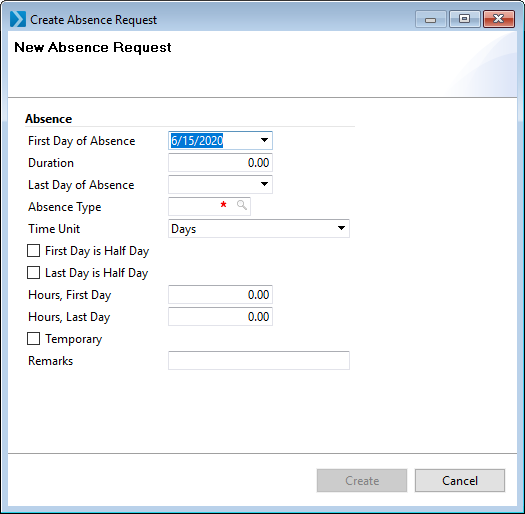 Create Absence Request
New Absence Request
Absence
First Day of Absence 6/15/2020
Duration 0.00
Last Day of Absence
Absence Type *
Time Unit Days
First Day is Half Day
Last Day is Half Day
Hours, First Day 0.00
Hours, Last Day 0.00
Temporary
Remarks
Create Cancel